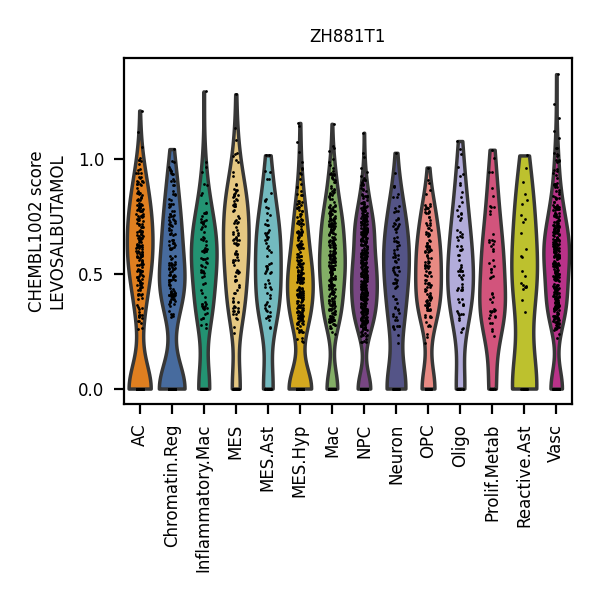 ZH881T1
CHEMBL1002 score
LEVOSALBUTAMOL
1.0
0.5
0.0
AC
Chromatin.Reg
Inflammatory.Mac
MES
MES.Ast
MES.Hyp
Mac
NPC
Neuron
OPC
Oligo
Prolif.Metab
Reactive.Ast
Vasc